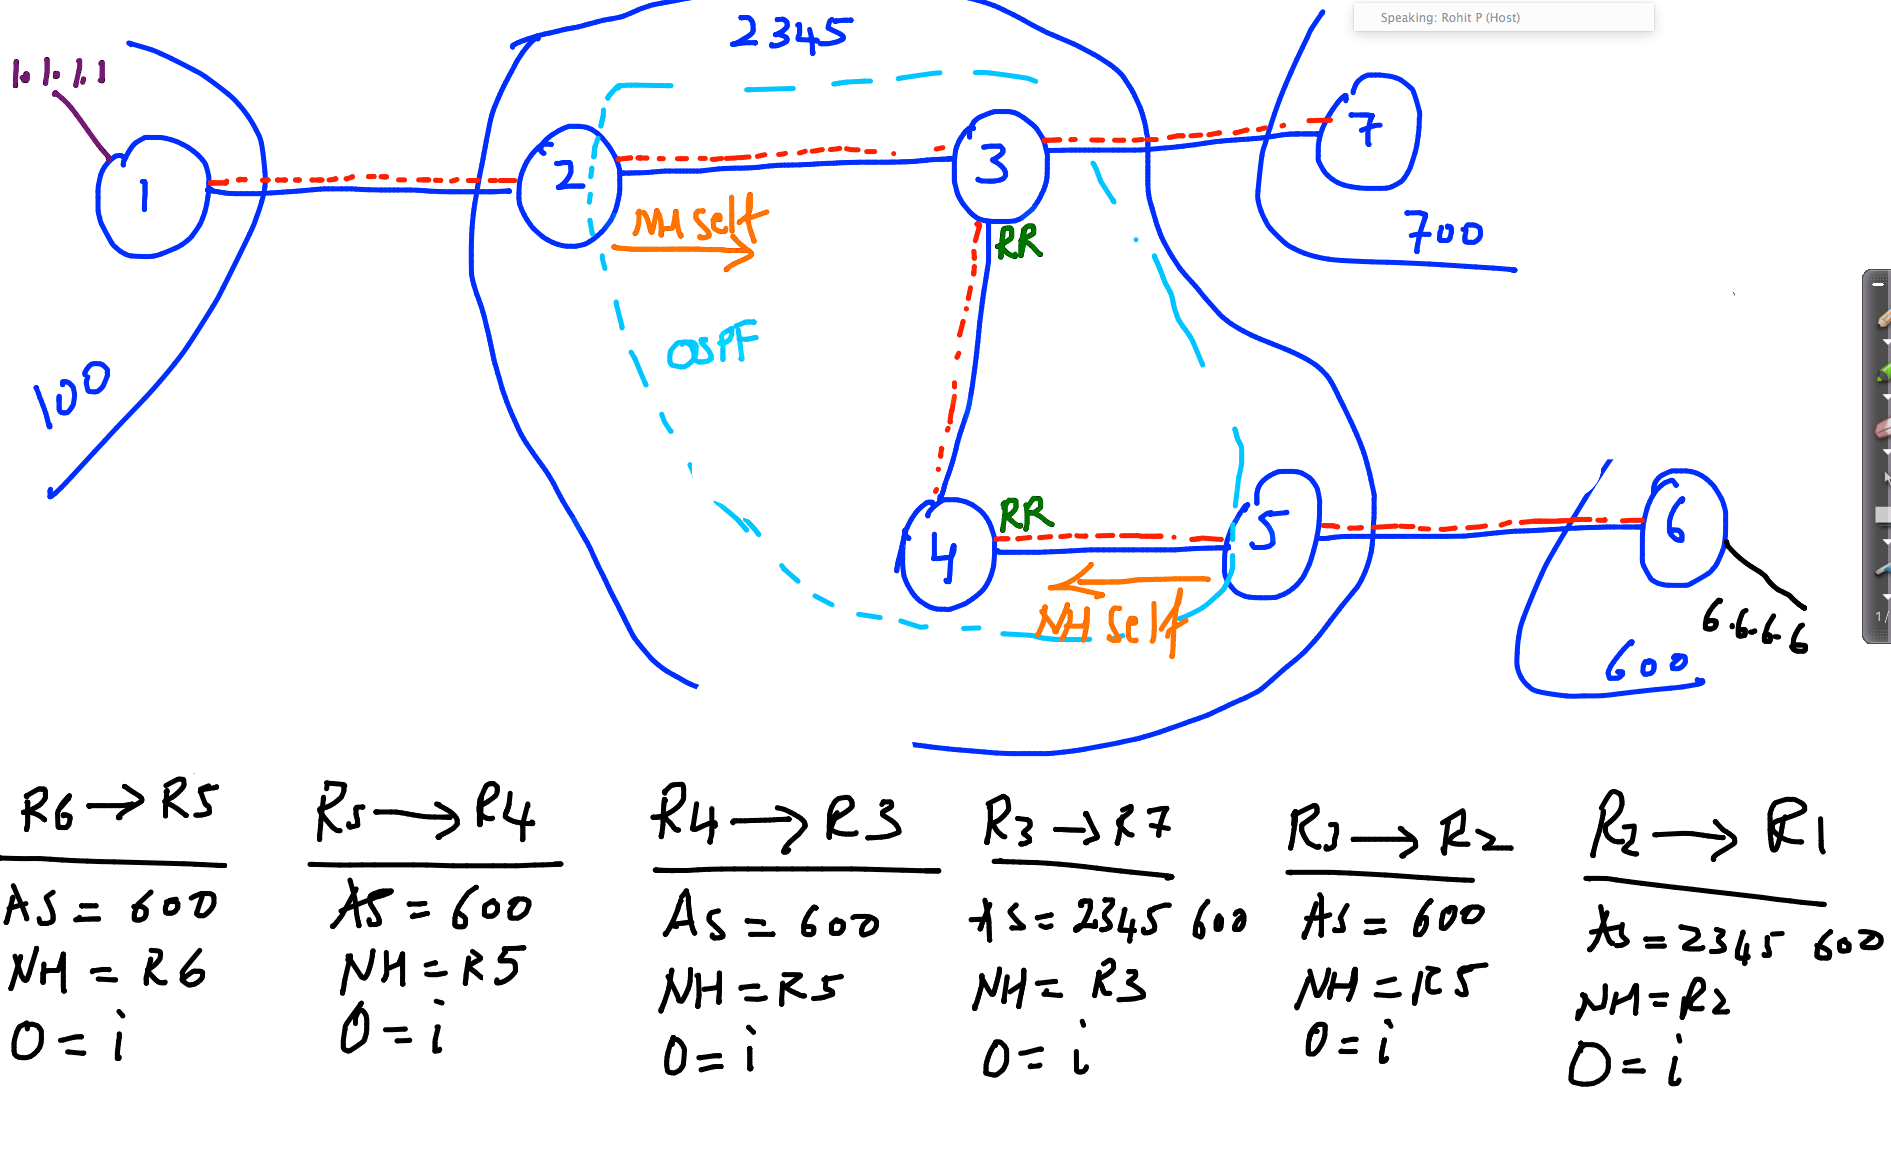 Speaking: Rohit P (Host)
2345
1.1.1.1
1
2
3
7
NH Self
RR
700
OSPF
100
RR
4
5
6
NH Self
6.6.6.6
600
1/
R6 → R5
AS = 600
NH = R6
O = i
R5 → R4
AS = 600
NH = R5
O = i
R4 → R3
AS = 600
NH = R5
O = i
R3 → R7
AS = 2345 600
NH = R3
O = i
R3 → R2
AS = 600
NH = R5
O = i
R2 → R1
AS = 2345 600
NH = R2
O = i